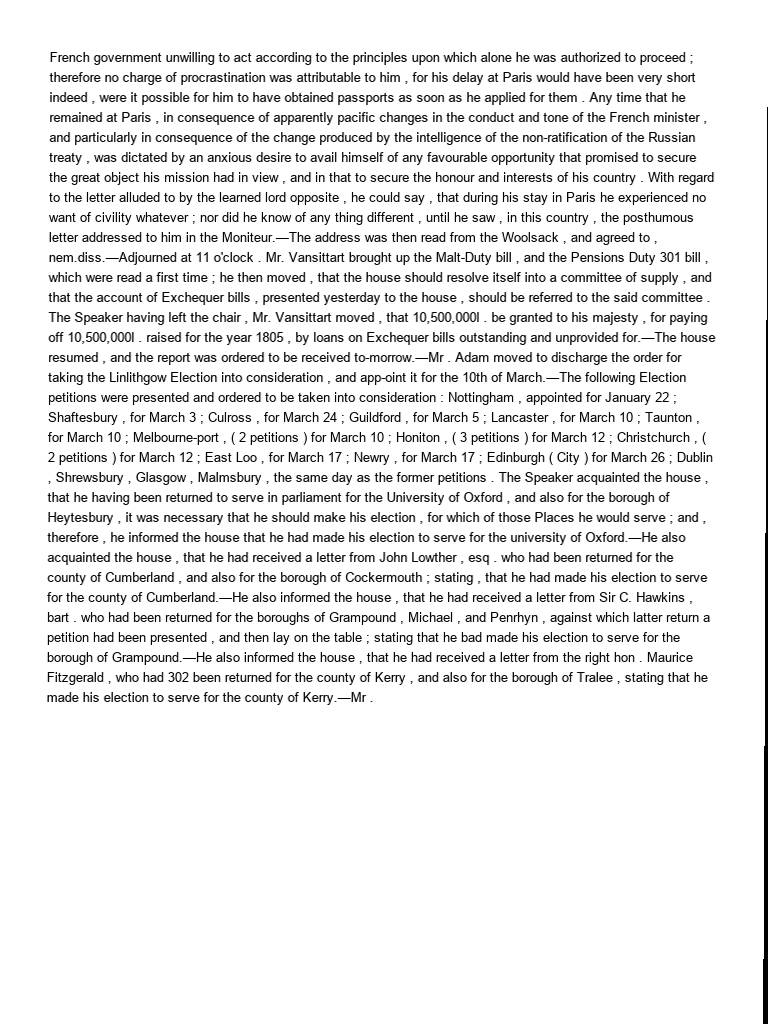 French government unwilling to act according to the principles upon which alone he was authorized to proceed ;
therefore no charge of procrastination was attributable to him , for his delay at Paris would have been very short
indeed , were it possible for him to have obtained passports as soon as he applied for them . Any time that he
remained at Paris , in consequence of apparently pacific changes in the conduct and tone of the French minister ,
and particularly in consequence of the change produced by the intelligence of the non-ratification of the Russian
treaty , was dictated by an anxious desire to avail himself of any favourable opportunity that promised to secure
the great object his mission had in view , and in that to secure the honour and interests of his country . With regard
to the letter alluded to by the learned lord opposite , he could say , that during his stay in Paris he experienced no
want of civility whatever ; nor did he know of any thing different , until he saw , in this country , the posthumous
letter addressed to him in the Moniteur.—The address was then read from the Woolsack , and agreed to ,
nem.diss.—Adjourned at 11 o'clock . Mr. Vansittart brought up the Malt-Duty bill , and the Pensions Duty 301 bill ,
which were read a first time ; he then moved , that the house should resolve itself into a committee of supply , and
that the account of Exchequer bills , presented yesterday to the house , should be referred to the said committee .
The Speaker having left the chair , Mr. Vansittart moved , that 10,500,000l . be granted to his majesty , for paying
off 10,500,000l . raised for the year 1805 , by loans on Exchequer bills outstanding and unprovided for.—The house
resumed , and the report was ordered to be received to-morrow.—Mr . Adam moved to discharge the order for
taking the Linlithgow Election into consideration , and app-oint it for the 10th of March.—The following Election
petitions were presented and ordered to be taken into consideration : Nottingham , appointed for January 22 ;
Shaftesbury , for March 3 ; Culross , for March 24 ; Guildford , for March 5 ; Lancaster , for March 10 ; Taunton ,
for March 10 ; Melbourne-port , ( 2 petitions ) for March 10 ; Honiton , ( 3 petitions ) for March 12 ; Christchurch , (
2 petitions ) for March 12 ; East Loo , for March 17 ; Newry , for March 17 ; Edinburgh ( City ) for March 26 ; Dublin
, Shrewsbury , Glasgow , Malmsbury , the same day as the former petitions . The Speaker acquainted the house ,
that he having been returned to serve in parliament for the University of Oxford , and also for the borough of
Heytesbury , it was necessary that he should make his election , for which of those Places he would serve ; and ,
therefore , he informed the house that he had made his election to serve for the university of Oxford.—He also
acquainted the house , that he had received a letter from John Lowther , esq . who had been returned for the
county of Cumberland , and also for the borough of Cockermouth ; stating , that he had made his election to serve
for the county of Cumberland.—He also informed the house , that he had received a letter from Sir C. Hawkins ,
bart . who had been returned for the boroughs of Grampound , Michael , and Penrhyn , against which latter return a
petition had been presented , and then lay on the table ; stating that he bad made his election to serve for the
borough of Grampound.—He also informed the house , that he had received a letter from the right hon . Maurice
Fitzgerald , who had 302 been returned for the county of Kerry , and also for the borough of Tralee , stating that he
made his election to serve for the county of Kerry.—Mr .